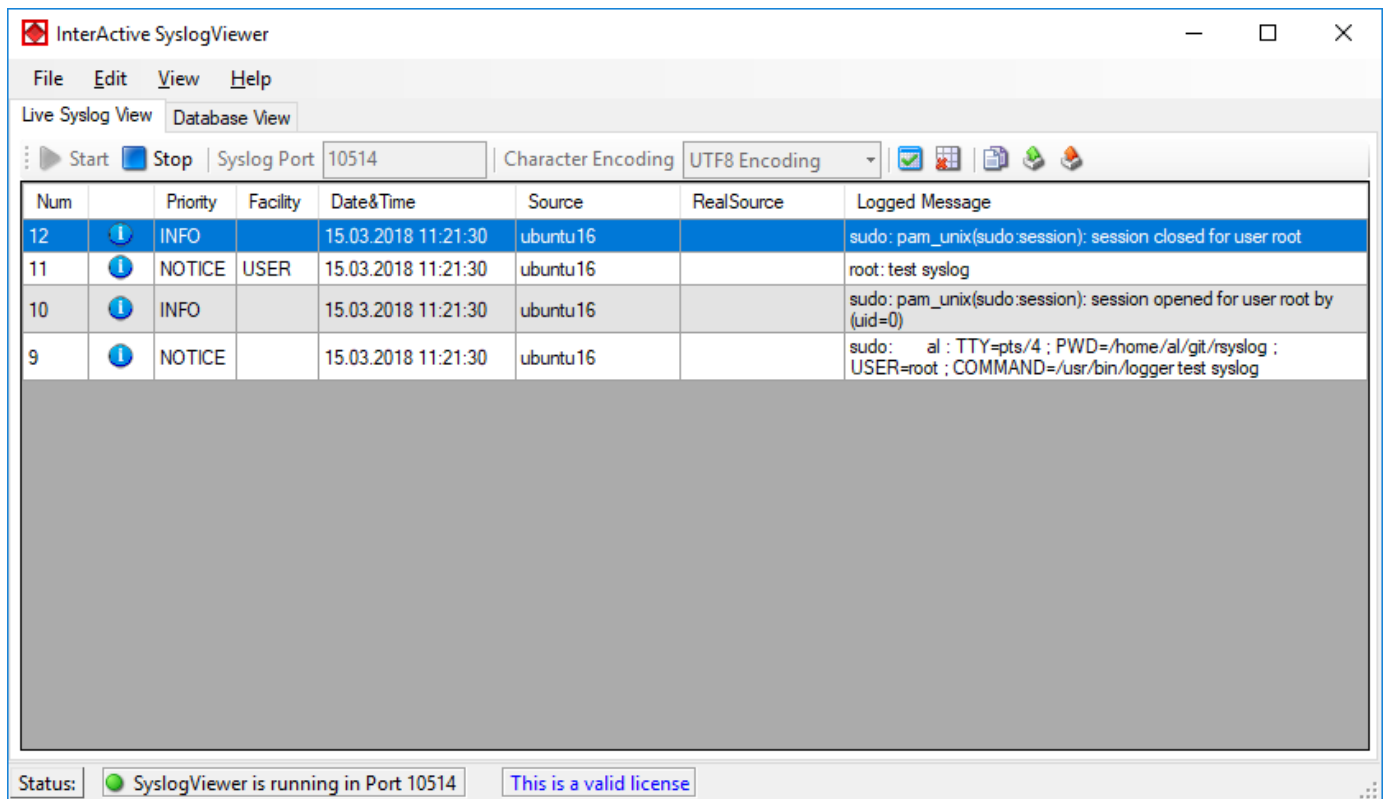 InterActive SyslogViewer
File Edit View Help
Live Syslog View Database View
Start Stop Syslog Port 10514 Character Encoding UTF8 Encoding
Num Priority Facility Date&Time Source RealSource Logged Message
12 INFO 15.03.2018 11:21:30 ubuntu16 sudo: pam_unix(sudo:session): session closed for user root
11 NOTICE USER 15.03.2018 11:21:30 ubuntu16 root: test syslog
10 INFO 15.03.2018 11:21:30 ubuntu16 sudo: pam_unix(sudo:session): session opened for user root by
(uid=0)
9 NOTICE 15.03.2018 11:21:30 ubuntu16 sudo: al : TTY=pts/4 ; PWD=/home/al/git/rsyslog ;
USER=root ; COMMAND=/usr/bin/logger test syslog
Status: SyslogViewer is running in Port 10514 This is a valid license